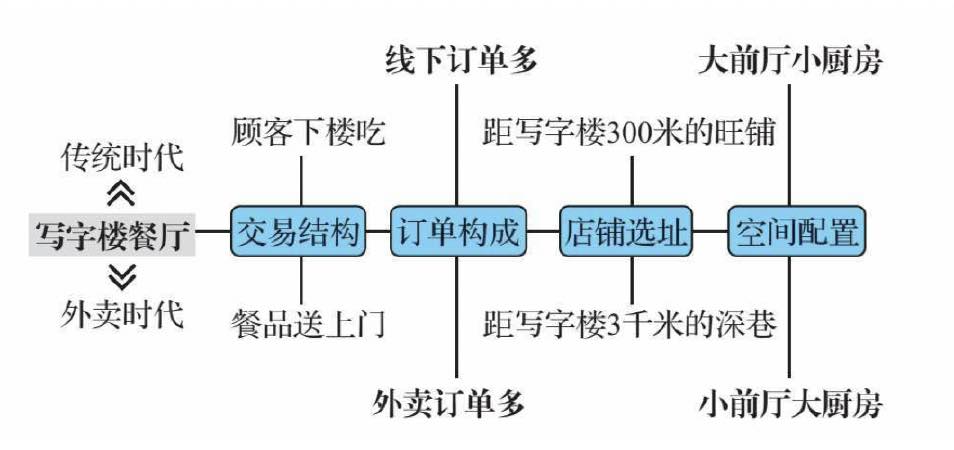 线下订单多
大前厅小厨房
顾客下楼吃
距写字楼300米的旺铺
传统时代
写字楼餐厅
交易结构
订单构成
店铺选址
空间配置
外卖时代
餐品送上门
距写字楼3千米的深巷
外卖订单多
小前厅大厨房